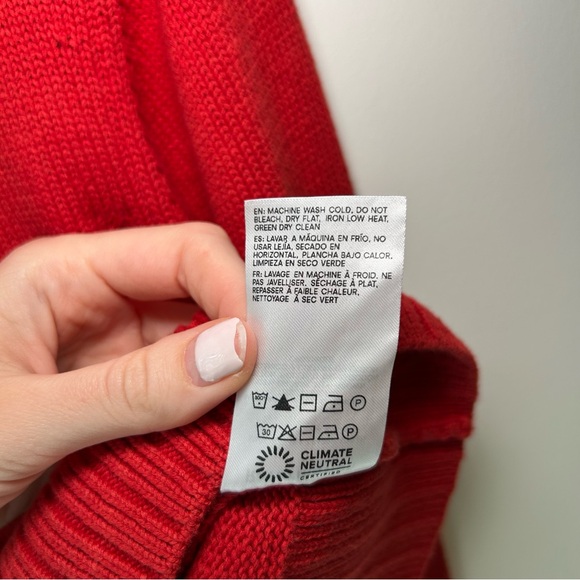 EN: MACHINE WASH COLD, DO NOT
BLEACH, DRY FLAT, IRON LOW HEAT,
GREEN DRY CLEAN
ES: LAVAR A MÁQUINA EN FRÍO, NO
USAR LEJÍA, SECADO EN
HORIZONTAL, PLANCHA BAJO CALOR,
LIMPIEZA EN SECO VERDE
FR: LAVAGE EN MACHINE À FROID, NE
PAS JAVELLISER, SÉCHAGE À PLAT,
REPASSER À FAIBLE CHALEUR,
NETTOYAGE À SEC VERT
P
30 P
CLIMATE
NEUTRAL
CERTIFIED